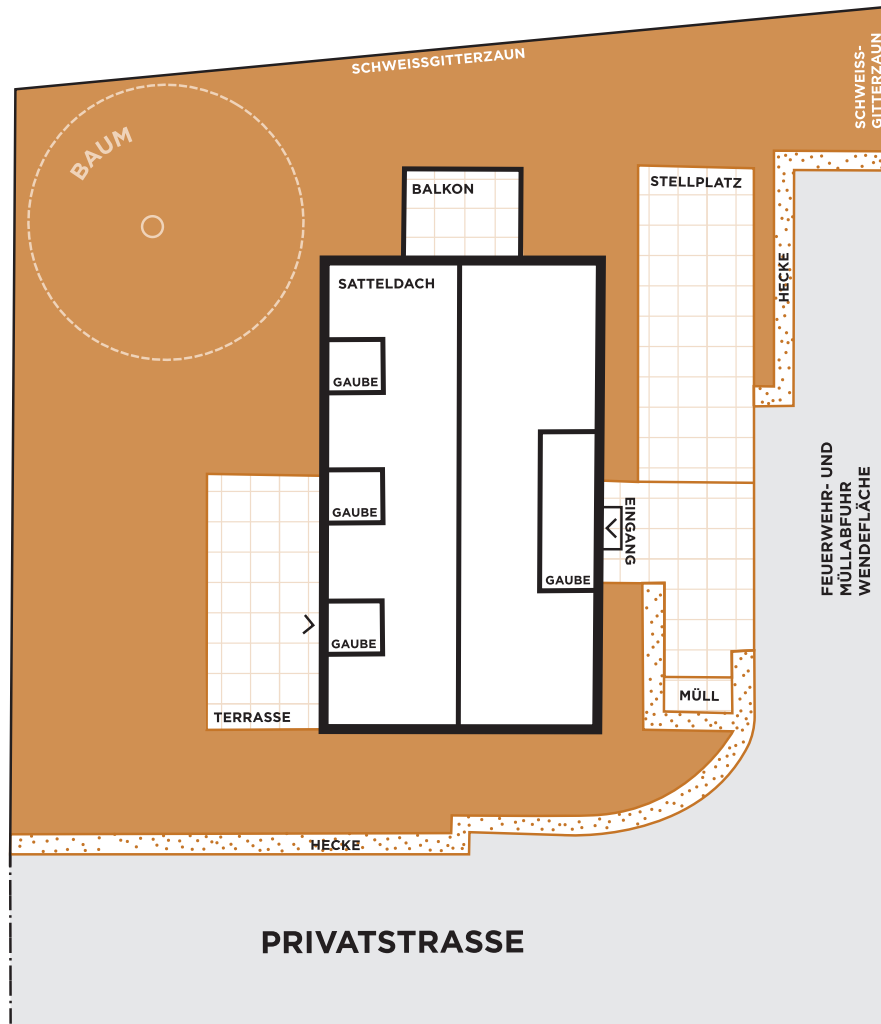 SCHWEISSGITTERZAUN
SCHWEISS-
GITTERZAUN
BAUM
BALKON
STELLPLATZ
HECKE
SATTELDACH
GAUBE
GAUBE
GAUBE
GAUBE
EINGANG
FEUERWEHR- UND
MÜLLABFUHR
WENDEFLÄCHE
MÜLL
TERRASSE
HECKE
PRIVATSTRASSE